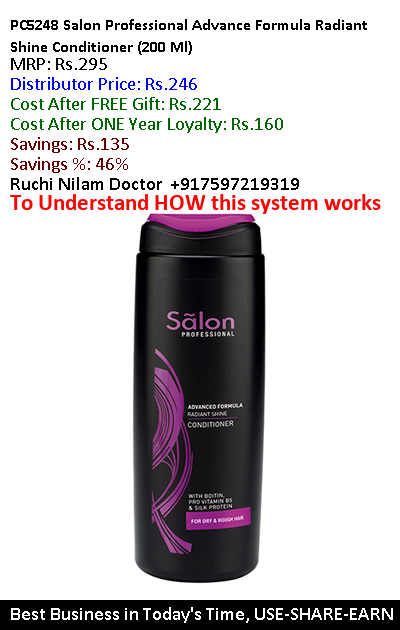 PC5248 Salon Professional Advance Formula Radiant
Shine Conditioner (200 Ml)
MRP: Rs.295
Distributor Price: Rs.246
Cost After FREE Gift: Rs.221
Cost After ONE Year Loyalty: Rs.160
Savings: Rs.135
Savings %: 46%
Ruchi Nilam Doctor +917597219319
To Understand HOW this system works
Sãlon
PROFESSIONAL
ADVANCED FORMULA
RADIANT SHINE
CONDITIONER
WITH BOITIN,
PRO VITAMIN B5
& SILK PROTEIN
FOR DRY & ROUGH HAIR
Best Business in Today's Time, USE-SHARE-EARN